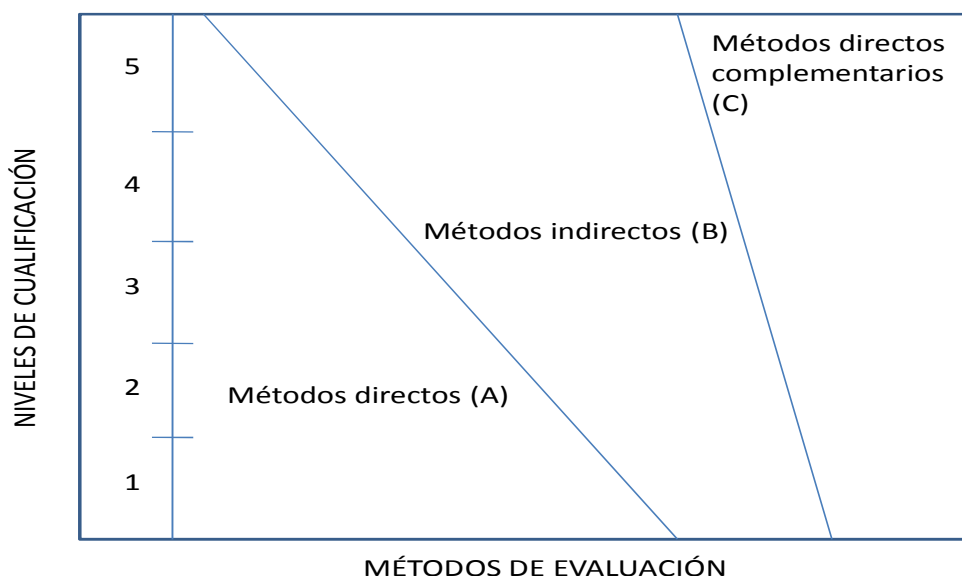 NIVELES DE CUALIFICACIÓN
5
4
3
2
1
Métodos directos
complementarios
(C)
Métodos indirectos (B)
Métodos directos (A)
MÉTODOS DE EVALUACIÓN